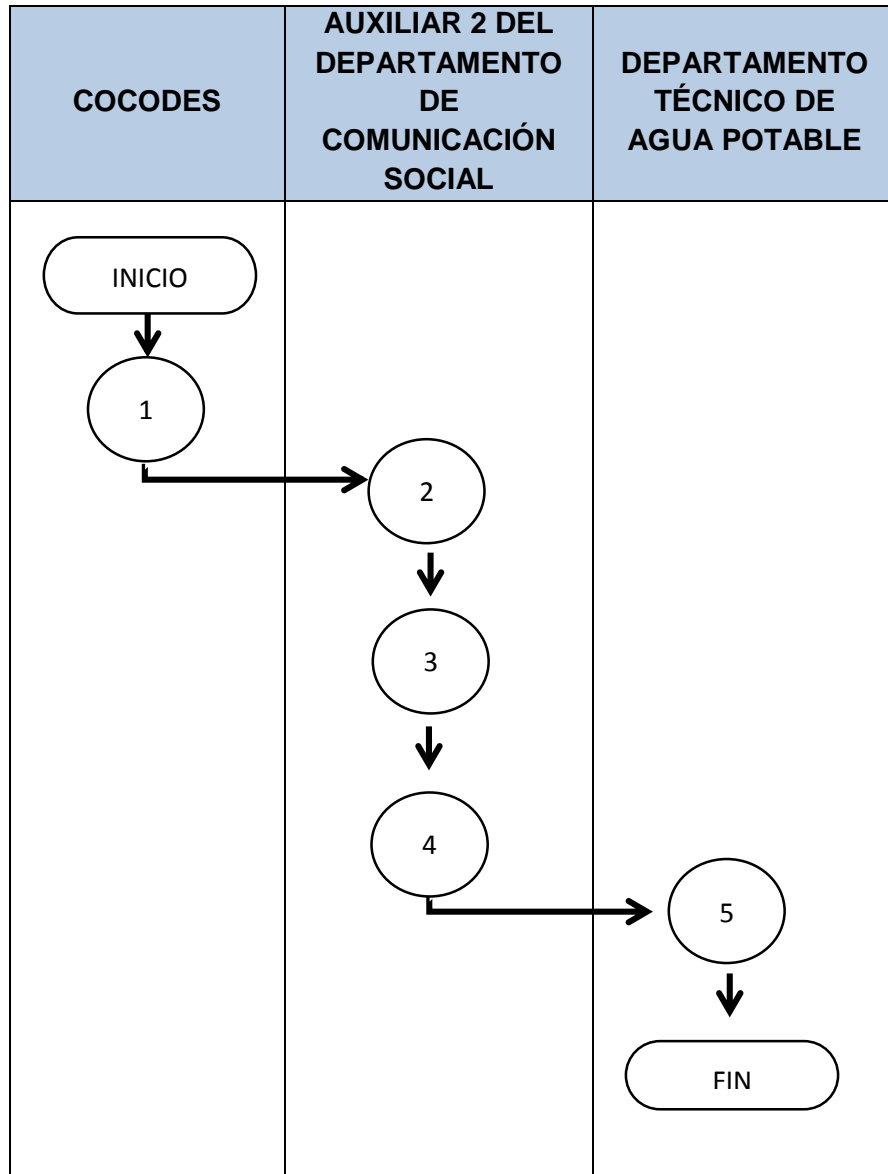 COCODES
AUXILIAR 2 DEL
DEPARTAMENTO
DE
COMUNICACIÓN
SOCIAL
DEPARTAMENTO
TÉCNICO DE
AGUA POTABLE
INICIO
1
2
3
4
5
FIN